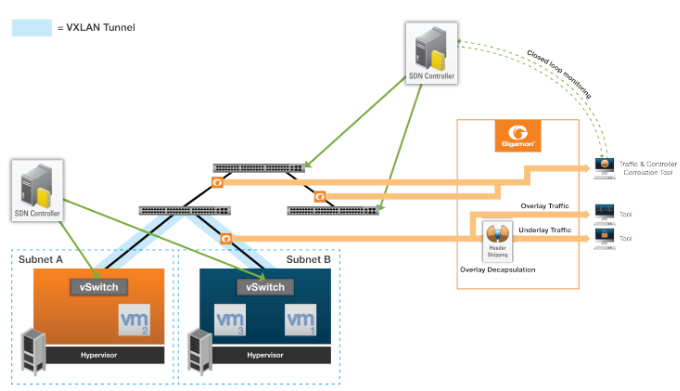 = VXLAN Tunnel
SDN Controller
Closed loop monitoring
Gigamon®
Traffic & Controller
Correlation Tool
SDN Controller
Overlay Traffic
Tool
Underlay Traffic
Tool
Header
Stripping
Overlay Decapsulation
Subnet A
Subnet B
vSwitch
vSwitch
vm
2
vm
3
vm
1
Hypervisor
Hypervisor